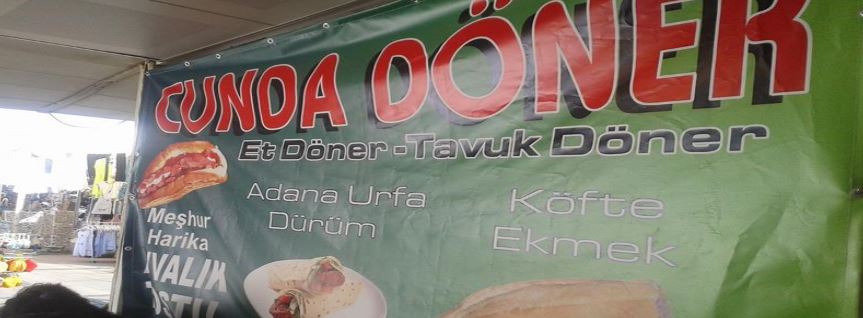 CUNDA DÖNER
Et Döner - Tavuk Döner
Adana Urfa
Dürüm
Köfte
Ekmek
Meşhur
Harika